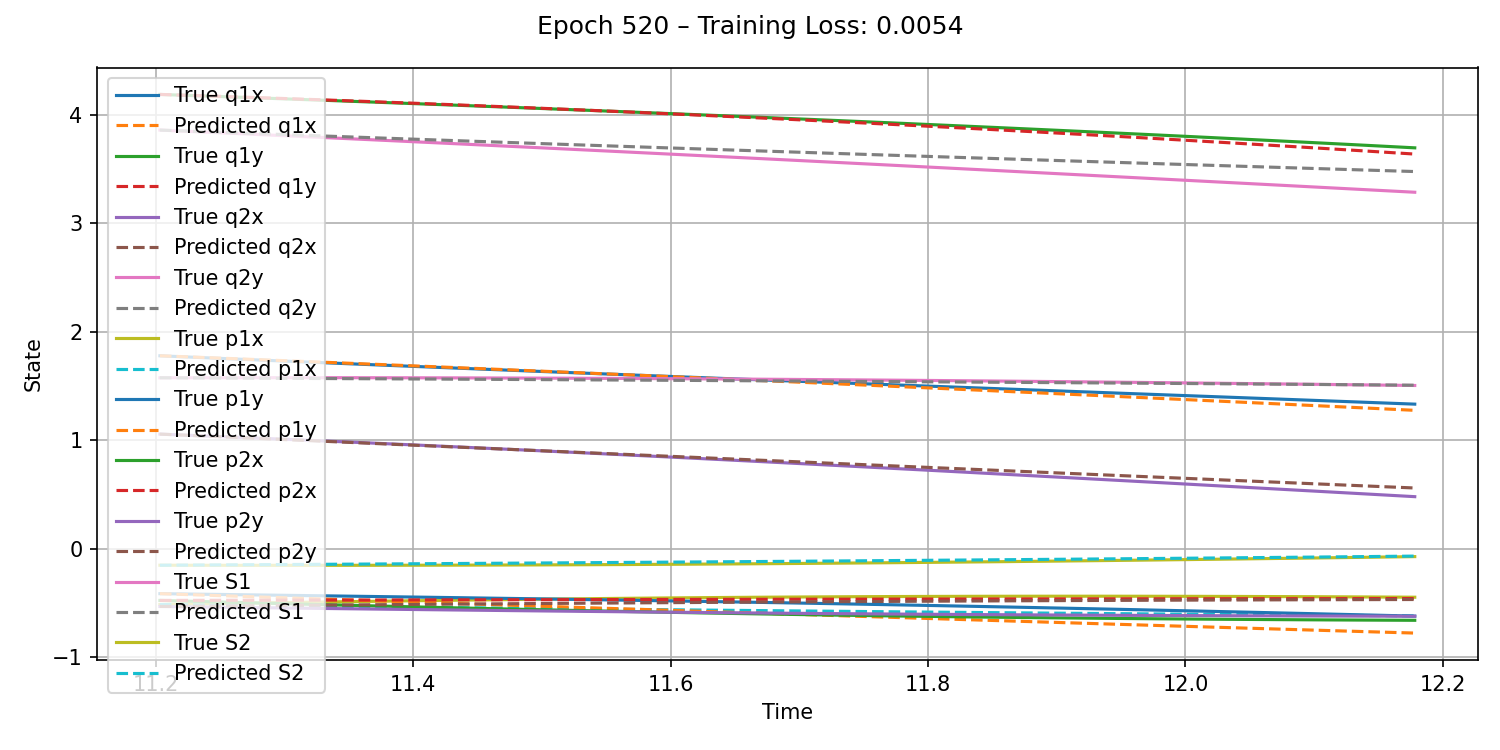 Epoch 520 – Training Loss: 0.0054
True q1x
Predicted q1x
True q1y
Predicted q1y
True q2x
Predicted q2x
True q2y
Predicted q2y
True p1x
Predicted p1x
True p1y
Predicted p1y
True p2x
Predicted p2x
True p2y
Predicted p2y
True S1
Predicted S1
True S2
Predicted S2
4
3
2
1
0
−1
State
11.2
11.4
11.6
11.8
12.0
12.2
Time